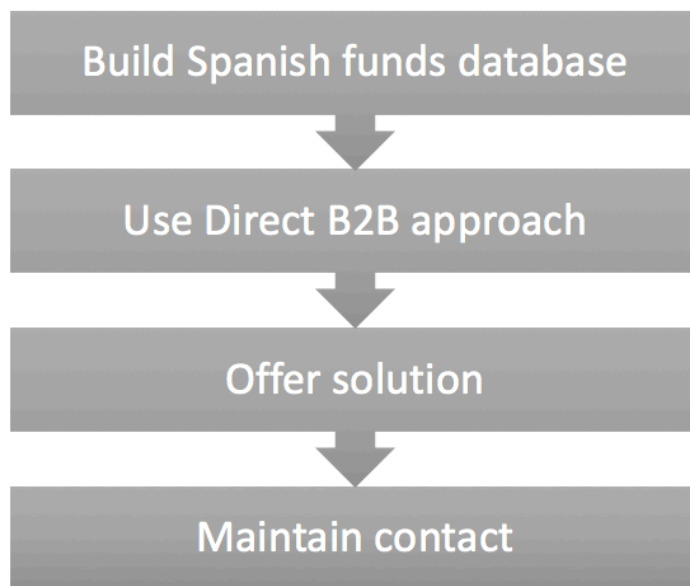 Build Spanish funds database
Use Direct B2B approach
Offer solution
Maintain contact